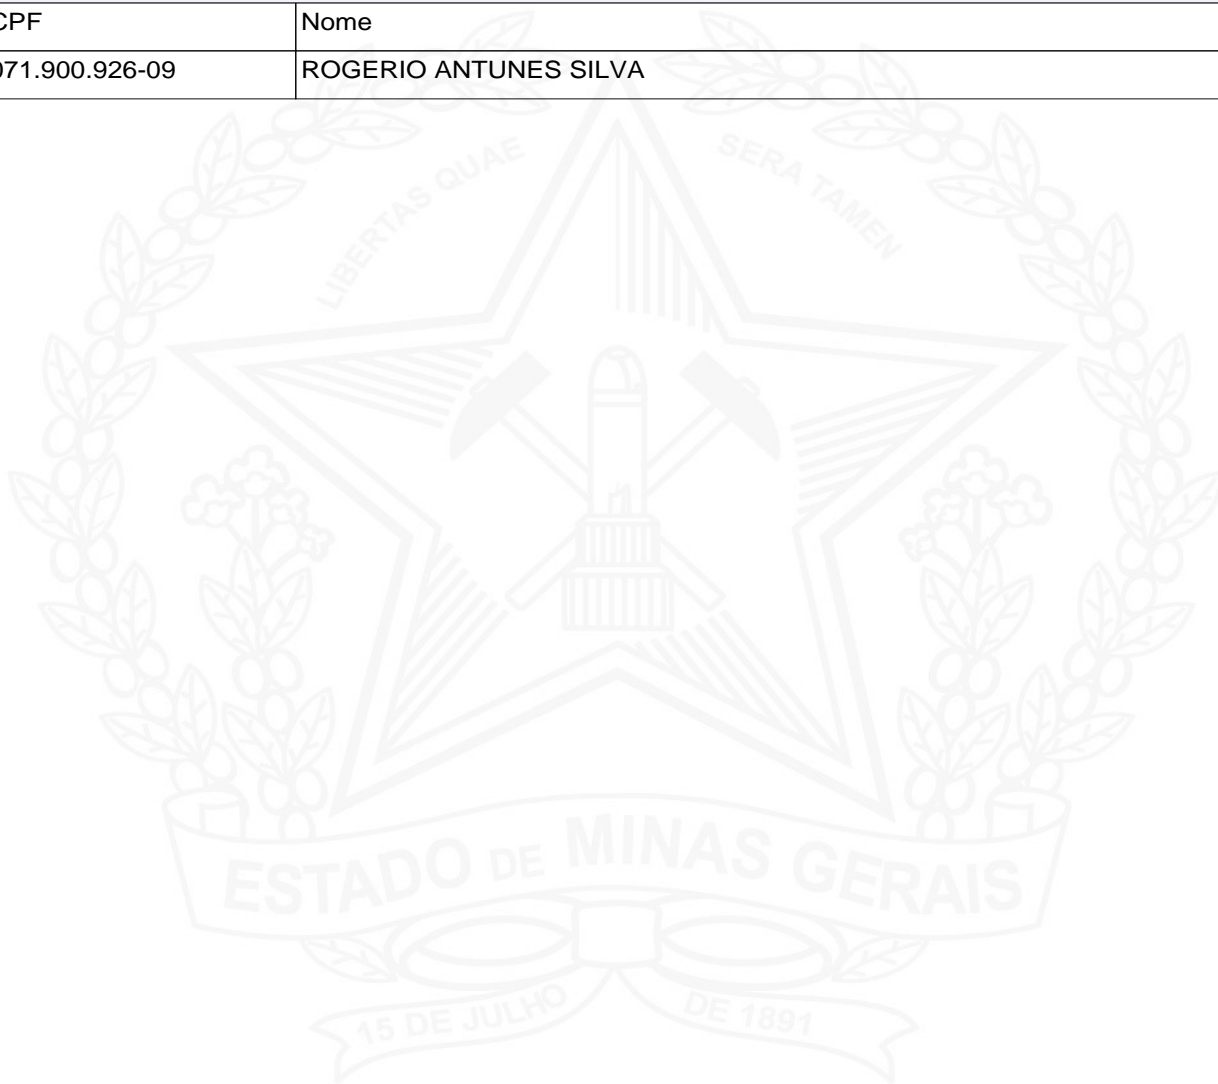 CPF Nome
071.900.926-09 ROGERIO ANTUNES SILVA
LIBERTAS QUAE SERA TAMEN
ESTADO DE MINAS GERAIS
15 DE JULHO DE 1891